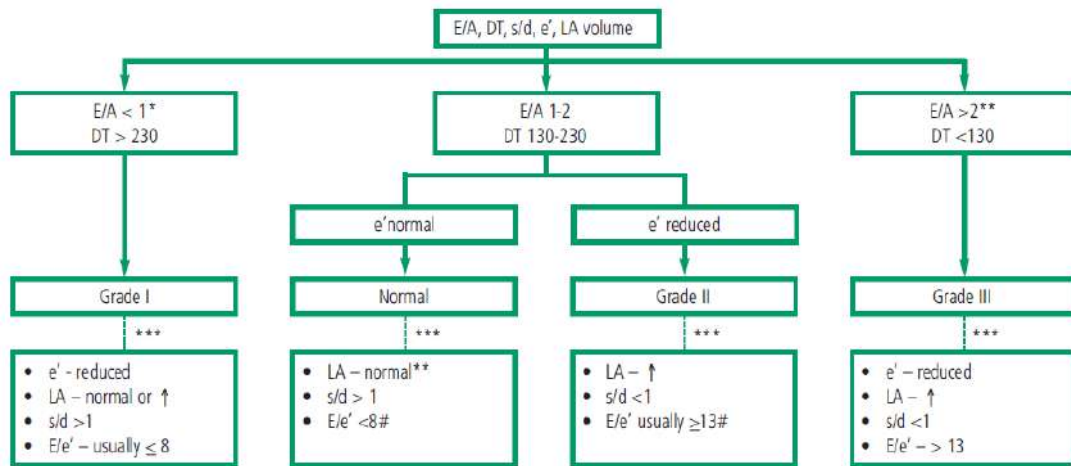 E/A, DT, s/d, e', LA volume
E/A < 1*
DT > 230
E/A 1-2
DT 130-230
E/A >2**
DT <130
e'normal
e' reduced
Grade I
Normal
Grade II
Grade III
***
***
***
***
• e' - reduced
• LA – normal or ↑
• s/d >1
• E/e' – usually ≤ 8
• LA – normal**
• s/d > 1
• E/e' <8#
• LA – ↑
• s/d <1
• E/e' usually ≥13#
• e' – reduced
• LA – ↑
• s/d <1
• E/e' – > 13